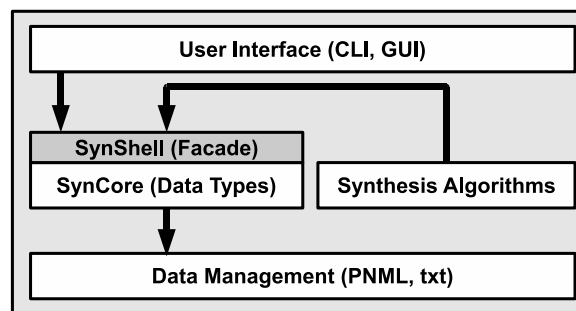 User Interface (CLI, GUI)
SynShell (Facade)
SynCore (Data Types)
Synthesis Algorithms
Data Management (PNML, txt)